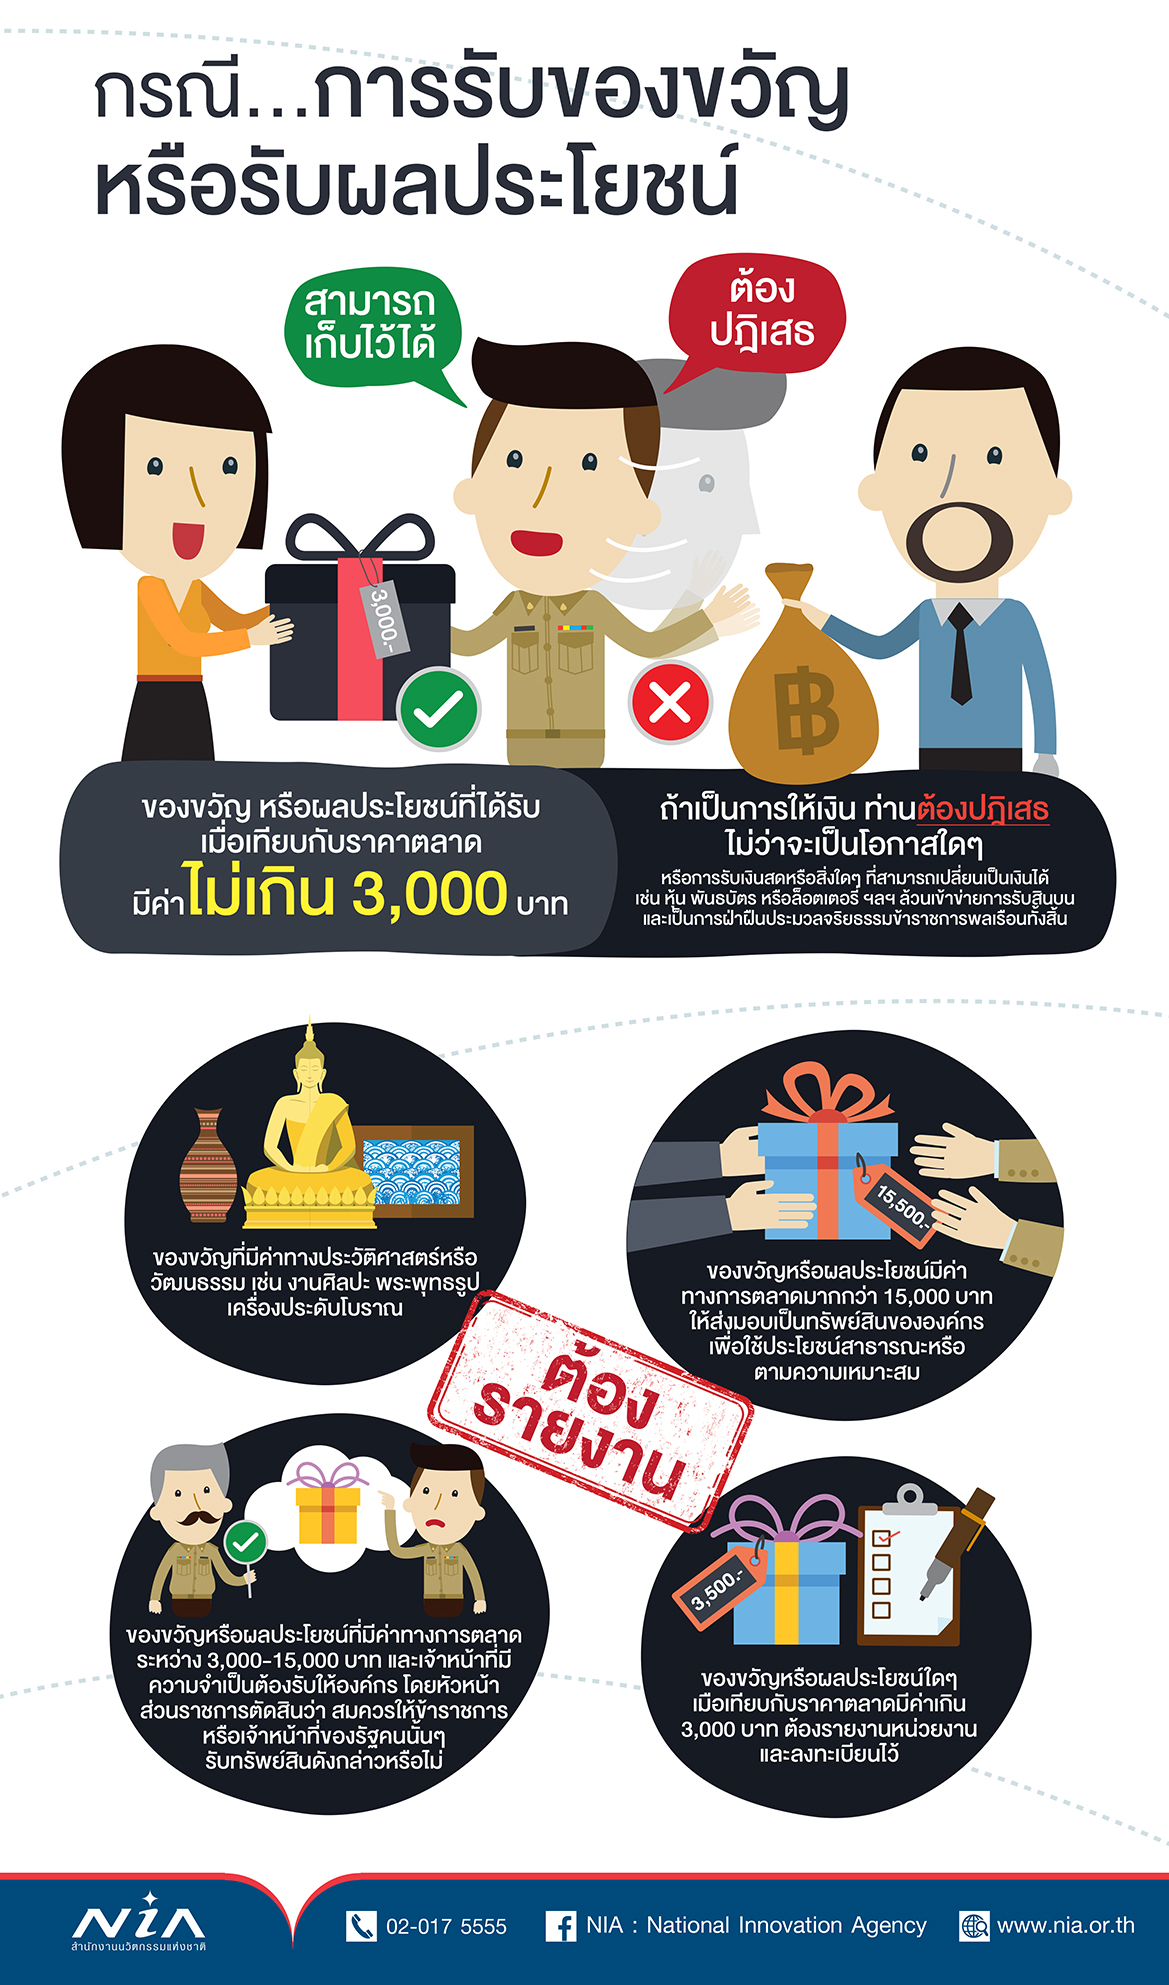 กรณี...การรับของขวัญ
หรือรับผลประโยชน์
สามารถ
เก็บไว้ได้
ต้อง
ปฏิเสธ
3,000.-
฿
ของขวัญ หรือผลประโยชน์ที่ได้รับ
เมื่อเทียบกับราคาตลาด
มีค่าไม่เกิน 3,000 บาท
ถ้าเป็นการให้เงิน ท่านต้องปฏิเสธ
ไม่ว่าจะเป็นโอกาสใดๆ
หรือการรับเงินสดหรือสิ่งใดๆ ที่สามารถเปลี่ยนเป็นเงินได้
เช่น หุ้น พันธบัตร หรือล็อตเตอรี่ ฯลฯ ล้วนเข้าข่ายการรับสินบน
และเป็นการฝ่าฝืนประมวลจริยธรรมข้าราชการพลเรือนทั้งสิ้น
ของขวัญที่มีค่าทางประวัติศาสตร์หรือ
วัฒนธรรม เช่น งานศิลปะ พระพุทธรูป
เครื่องประดับโบราณ
15,500.-
ของขวัญหรือผลประโยชน์มีค่า
ทางการตลาดมากกว่า 15,000 บาท
ให้ส่งมอบเป็นทรัพย์สินขององค์กร
เพื่อใช้ประโยชน์สาธารณะหรือ
ตามความเหมาะสม
ต้อง
รายงาน
ของขวัญหรือผลประโยชน์ที่มีค่าทางการตลาด
ระหว่าง 3,000-15,000 บาท และเจ้าหน้าที่มี
ความจำเป็นต้องรับให้องค์กร โดยหัวหน้า
ส่วนราชการตัดสินว่า สมควรให้ข้าราชการ
หรือเจ้าหน้าที่ของรัฐคนนั้นๆ
รับทรัพย์สินดังกล่าวหรือไม่
3,500.-
ของขวัญหรือผลประโยชน์ใดๆ
เมื่อเทียบกับราคาตลาดมีค่าเกิน
3,000 บาท ต้องรายงานหน่วยงาน
และลงทะเบียนไว้
NIA
สำนักงานนวัตกรรมแห่งชาติ
02-017 5555
NIA : National Innovation Agency
www.nia.or.th